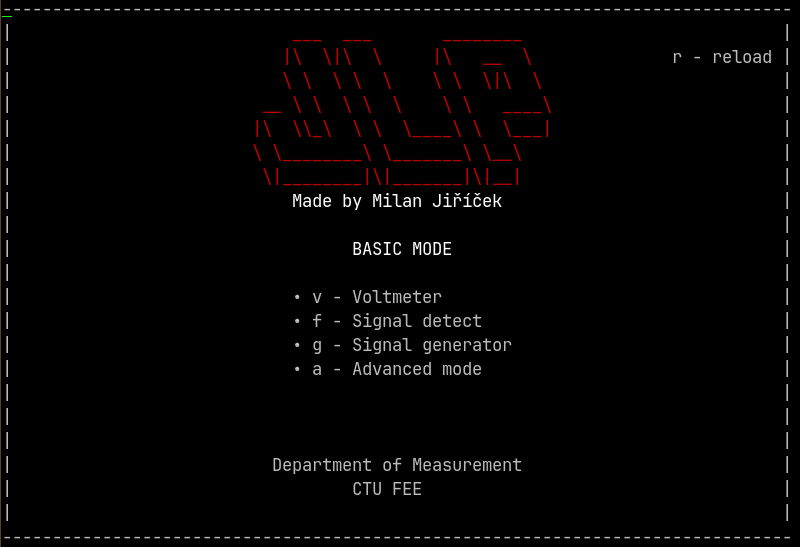 JLP
r - reload
Made by Milan Jiříček
BASIC MODE
• v - Voltmeter
• f - Signal detect
• g - Signal generator
• a - Advanced mode
Department of Measurement
CTU FEE